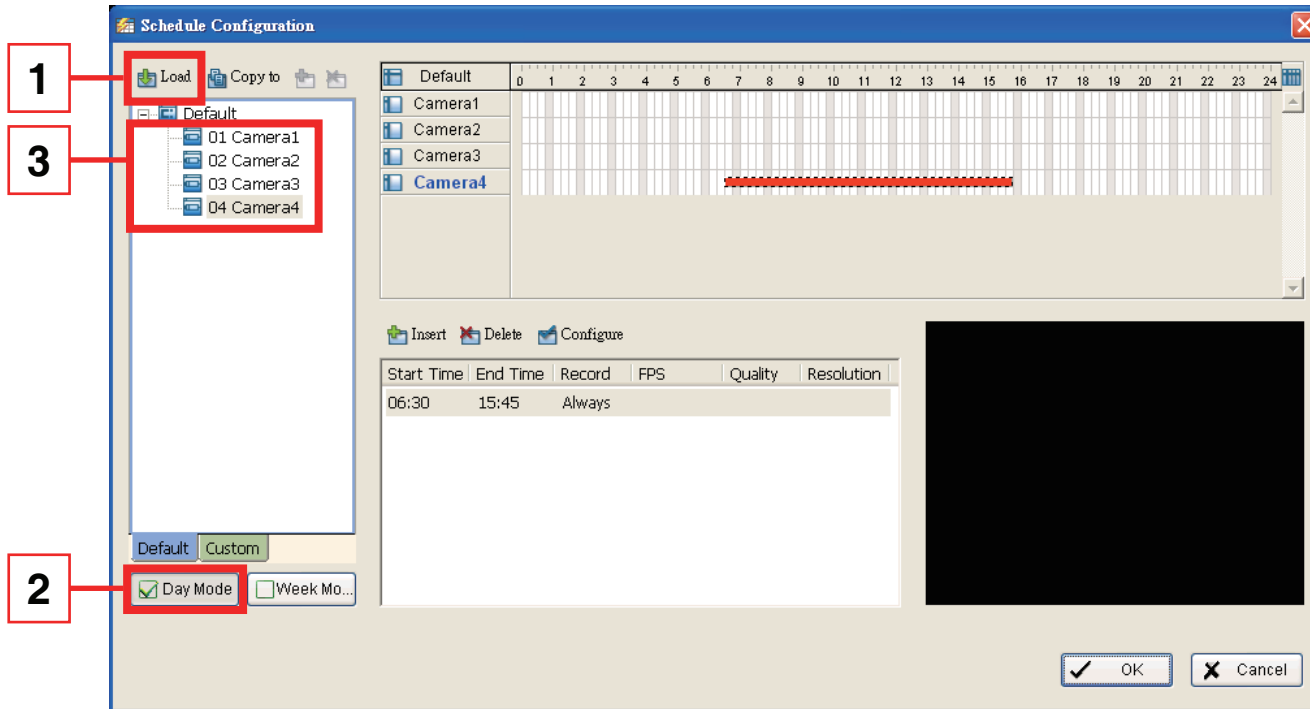 Schedule Configuration
1
Load Copy to
3
Default
01 Camera1
02 Camera2
03 Camera3
04 Camera4
Default Custom
2
Day Mode Week Mo...
Default 0 1 2 3 4 5 6 7 8 9 10 11 12 13 14 15 16 17 18 19 20 21 22 23 24
Camera1
Camera2
Camera3
Camera4
Insert Delete Configure
Start Time End Time Record FPS Quality Resolution
06:30 15:45 Always
OK Cancel